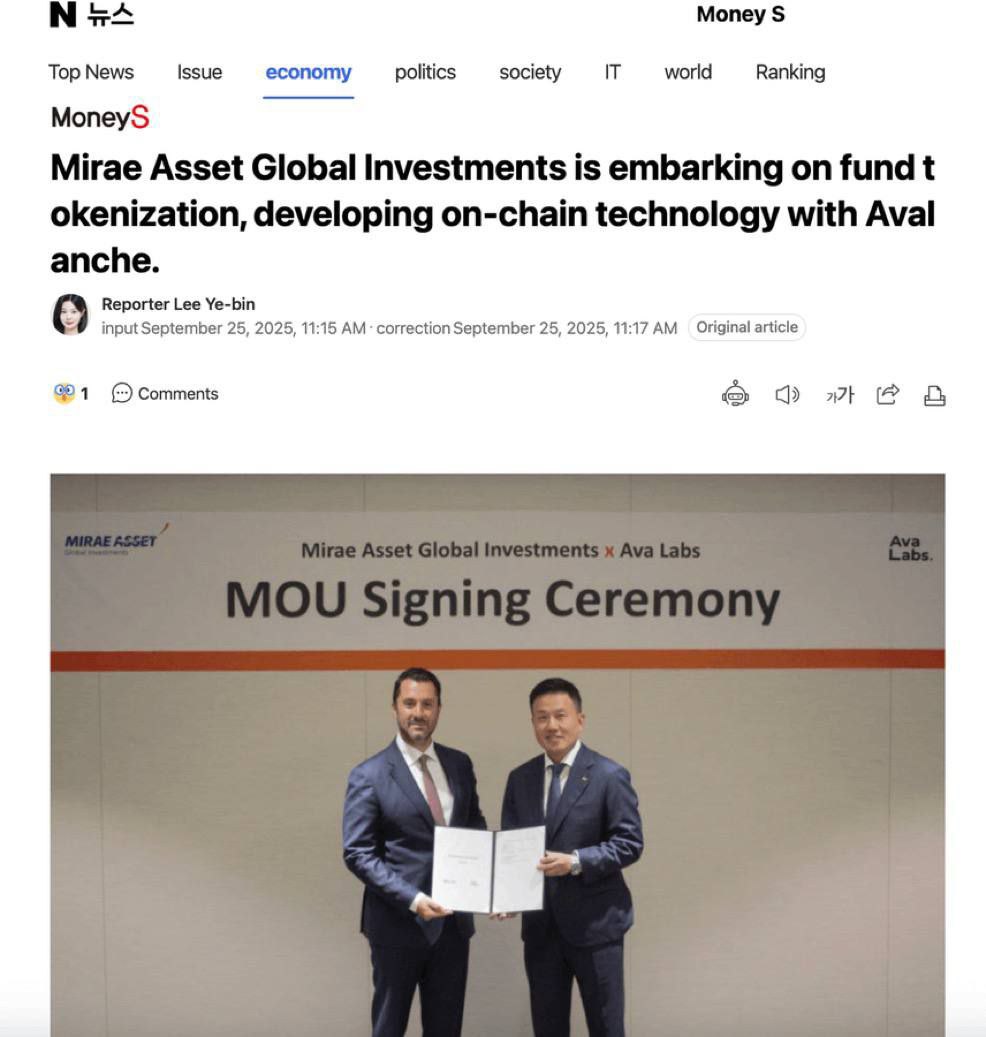 N 뉴스
Money S
Top News Issue economy politics society IT world Ranking
MoneyS
Mirae Asset Global Investments is embarking on fund t
okenization, developing on-chain technology with Aval
anche.
Reporter Lee Ye-bin
input September 25, 2025, 11:15 AM · correction September 25, 2025, 11:17 AM Original article
1 Comments
가가
MIRAE ASSET
Global Investments
Mirae Asset Global Investments x Ava Labs
Ava
Labs.
MOU Signing Ceremony